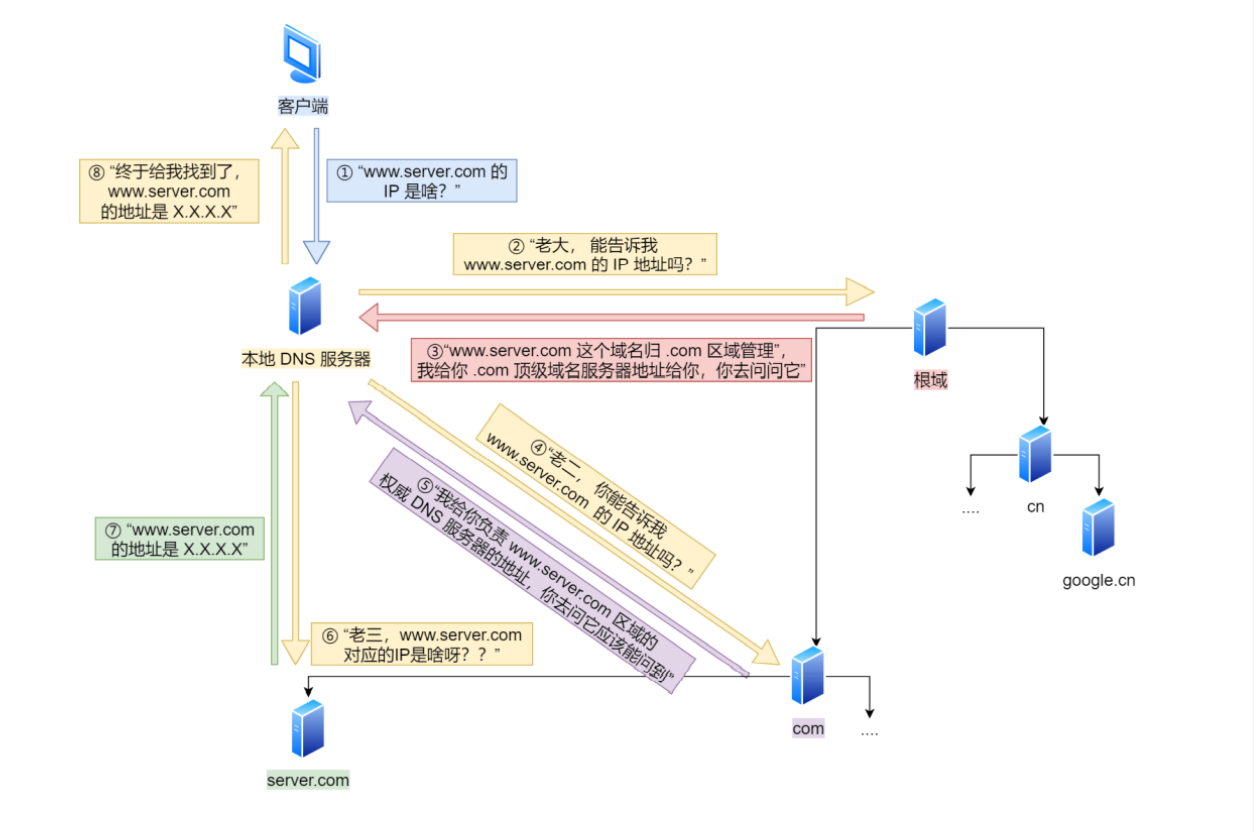 客户端
⑧ “终于给我找到了，
www.server.com
的地址是 X.X.X.X”
① “www.server.com 的
IP 是啥？”
② “老大， 能告诉我
www.server.com 的 IP 地址吗？”
本地 DNS 服务器
③“www.server.com 这个域名归 .com 区域管理”，
我给你 .com 顶级域名服务器地址给你，你去问问它”
根域
④“老二， 你能告诉我
www.server.com 的 IP 地址吗？”
⑤“我给你负责 www.server.com 区域的
权威 DNS 服务器的地址，你去问它应该能问到”
....
cn
google.cn
⑦ “www.server.com
的地址是 X.X.X.X”
⑥ “老三，www.server.com
对应的IP是啥呀？？”
com
....
server.com